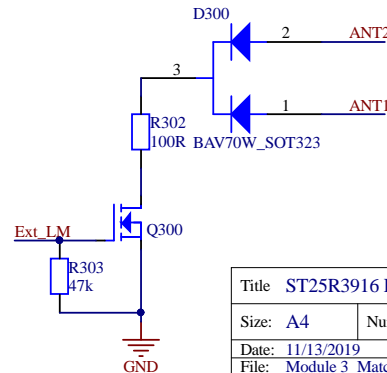 D300
2
ANT2
3
1
ANT1
BAV70W_SOT323
R302
100R
Ext_LM
Q300
R303
47k
GND
Title ST25R3916
Size: A4
Date: 11/13/2019
File: Module 3